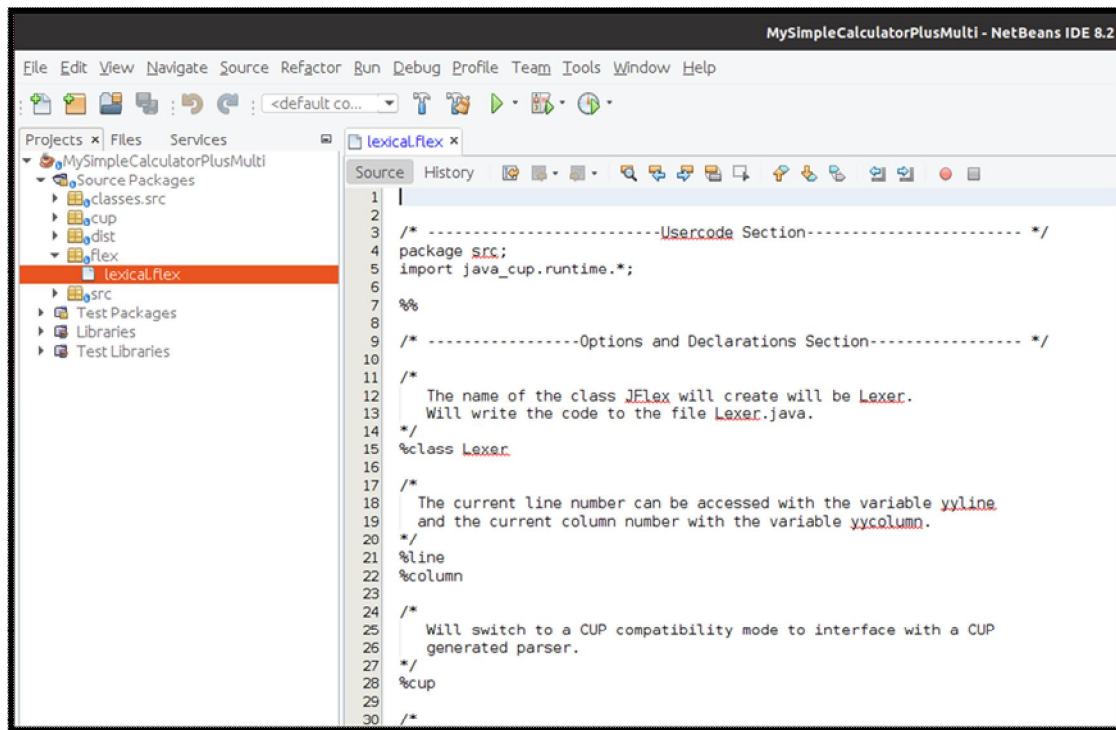 MySimpleCalculatorPlusMulti - NetBeans IDE 8.2
File Edit View Navigate Source Refactor Run Debug Profile Team Tools Window Help
<default co...
Projects Files Services
MySimpleCalculatorPlusMulti
Source Packages
classes.src
cup
dist
flex
lexical.flex
src
Test Packages
Libraries
Test Libraries
lexical.flex
Source History
1
2
3 /* --------------------------Usercode Section------------------------ */
4 package src;
5 import java_cup.runtime.*;
6
7 %%
8
9 /* -----------------Options and Declarations Section----------------- */
10
11 /*
12 The name of the class JFlex will create will be Lexer.
13 Will write the code to the file Lexer.java.
14 */
15 %class Lexer
16
17 /*
18 The current line number can be accessed with the variable yyline
19 and the current column number with the variable yycolumn.
20 */
21 %line
22 %column
23
24 /*
25 Will switch to a CUP compatibility mode to interface with a CUP
26 generated parser.
27 */
28 %cup
29
30 /*